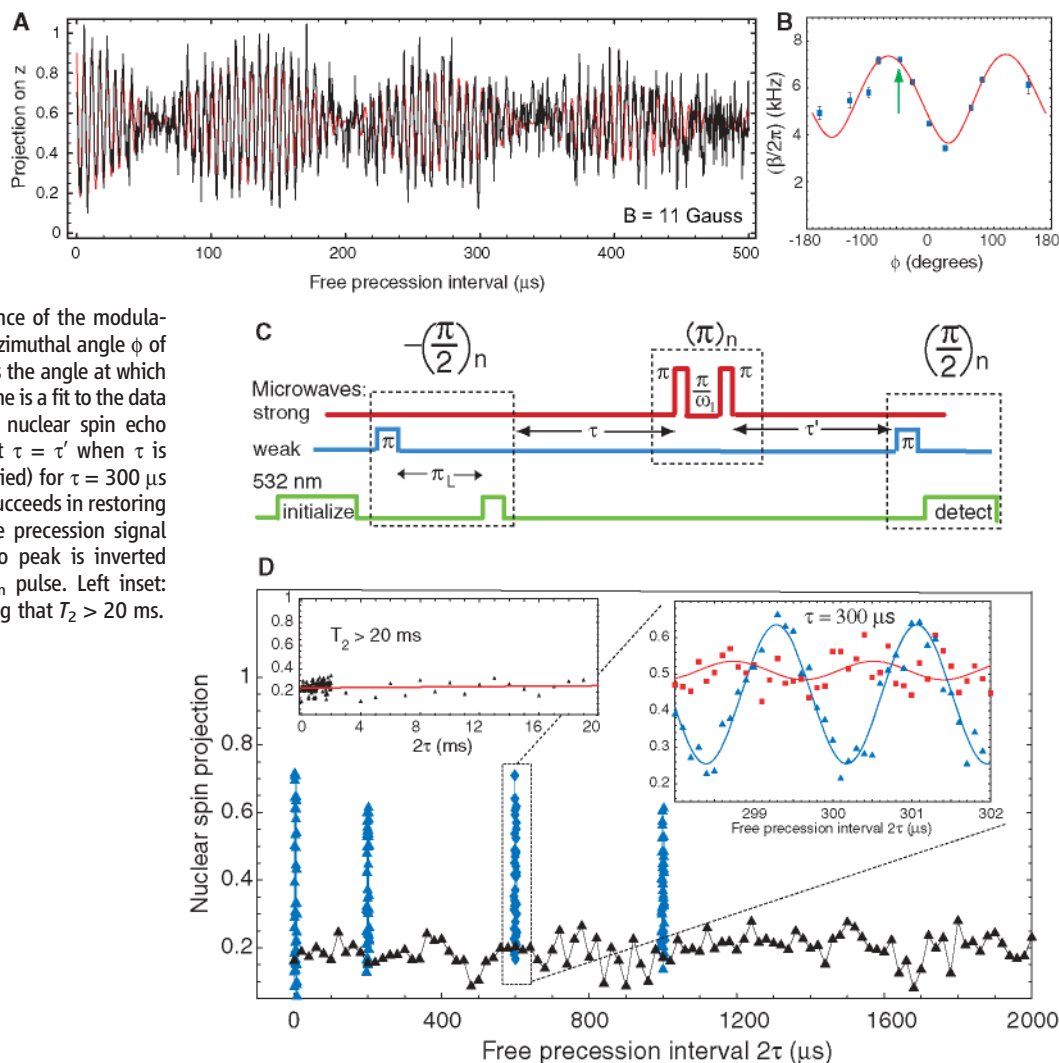 A
Projection on z
1
0.8
0.6
0.4
0.2
0
B = 11 Gauss
0
100
200
300
400
500
Free precession interval (μs)
B
(β/2π) (kHz)
8
6
4
2
-180
-100
0
100
180
ϕ (degrees)
nce of the modula-
zimuthal angle ϕ of
s the angle at which
ne is a fit to the data
nuclear spin echo
t τ = τ′ when τ is
fied) for τ = 300 μs
ucceeds in restoring
e precession signal
o peak is inverted
n pulse. Left inset:
ng that T2 > 20 ms.
C
-(π/2)n
(π)n
(π/2)n
Microwaves:
strong
π
π/ωL
π
τ
τ'
weak
π
π
πL
532 nm
initialize
detect
D
Nuclear spin projection
1
0.8
0.6
0.4
0.2
T2 > 20 ms
1
0.8
0.6
0.4
0.2
0
0
4
8
12
16
20
2τ (ms)
τ = 300 μs
0.6
0.5
0.4
0.3
0.2
299
300
301
302
Free precession interval 2τ (μs)
0
400
800
1200
1600
2000
Free precession interval 2τ (μs)